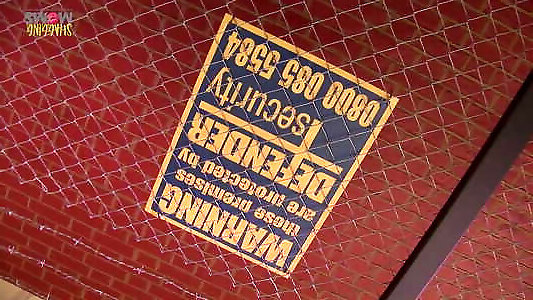 WARNING
these premises
are protected by
DEFENDER
security
0800 085 5584